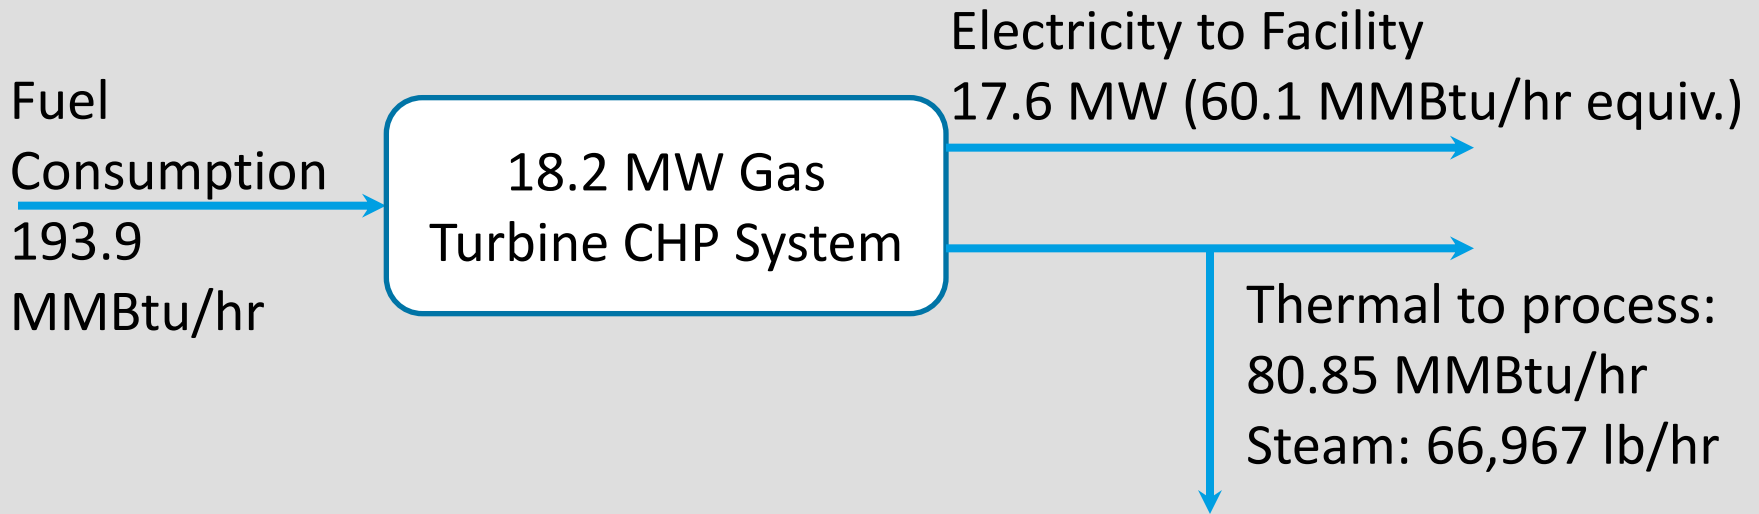 Fuel
Consumption
193.9
MMBtu/hr
18.2 MW Gas
Turbine CHP System
Electricity to Facility
17.6 MW (60.1 MMBtu/hr equiv.)
Thermal to process:
80.85 MMBtu/hr
Steam: 66,967 lb/hr